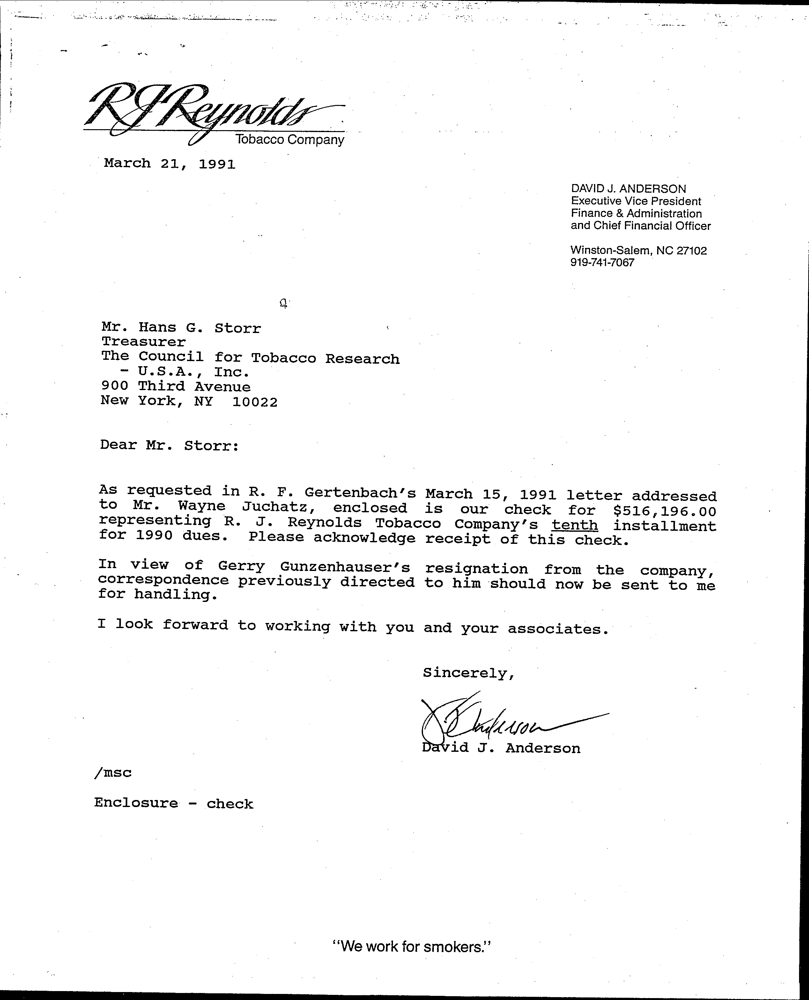 RJReynolds
Tobacco Company
March 21, 1991
DAVID J. ANDERSON
Executive Vice President
Finance & Administration
and Chief Financial Officer
Winston-Salem, NC 27102
919-741-7067
Mr. Hans G. Storr
Treasurer
The Council for Tobacco Research
- U.S.A., Inc.
900 Third Avenue
New York, NY 10022
Dear Mr. Storr:
As requested in R. F. Gertenbach's March 15, 1991 letter addressed
to Mr. Wayne Juchatz, enclosed is our check for $516,196.00
representing R. J. Reynolds Tobacco Company's tenth installment
for 1990 dues. Please acknowledge receipt of this check.
In view of Gerry Gunzenhauser's resignation from the company,
correspondence previously directed to him should now be sent to me
for handling.
I look forward to working with you and your associates.
Sincerely,
David J. Anderson
/msc
Enclosure - check
"We work for smokers."